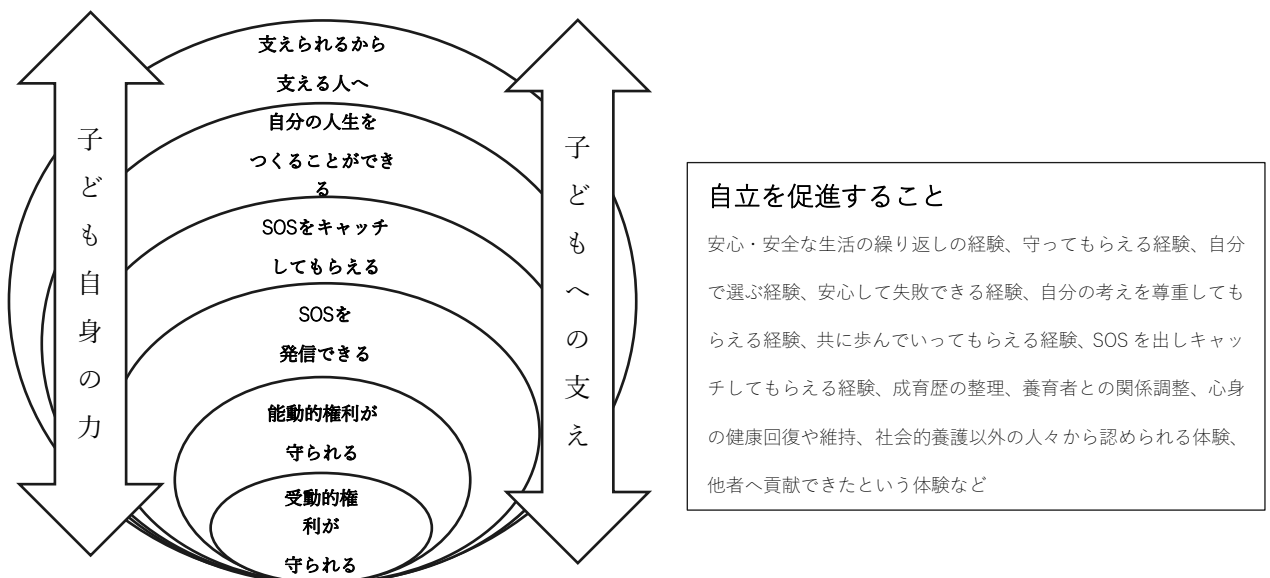 子ども自身の力
支えられるから
支える人へ
自分の人生を
つくることができ
る
SOSをキャッチ
してもらえる
SOSを
発信できる
能動的権利が
守られる
受動的権
利が
守られる
子どもへの支え
自立を促進すること
安心・安全な生活の繰り返しの経験、守ってもらえる経験、自分
で選ぶ経験、安心して失敗できる経験、自分の考えを尊重しても
らえる経験、共に歩んでいってもらえる経験、SOS を出しキャッ
チしてもらえる経験、成育歴の整理、養育者との関係調整、心身
の健康回復や維持、社会的養護以外の人々から認められる体験、
他者へ貢献できたという体験など